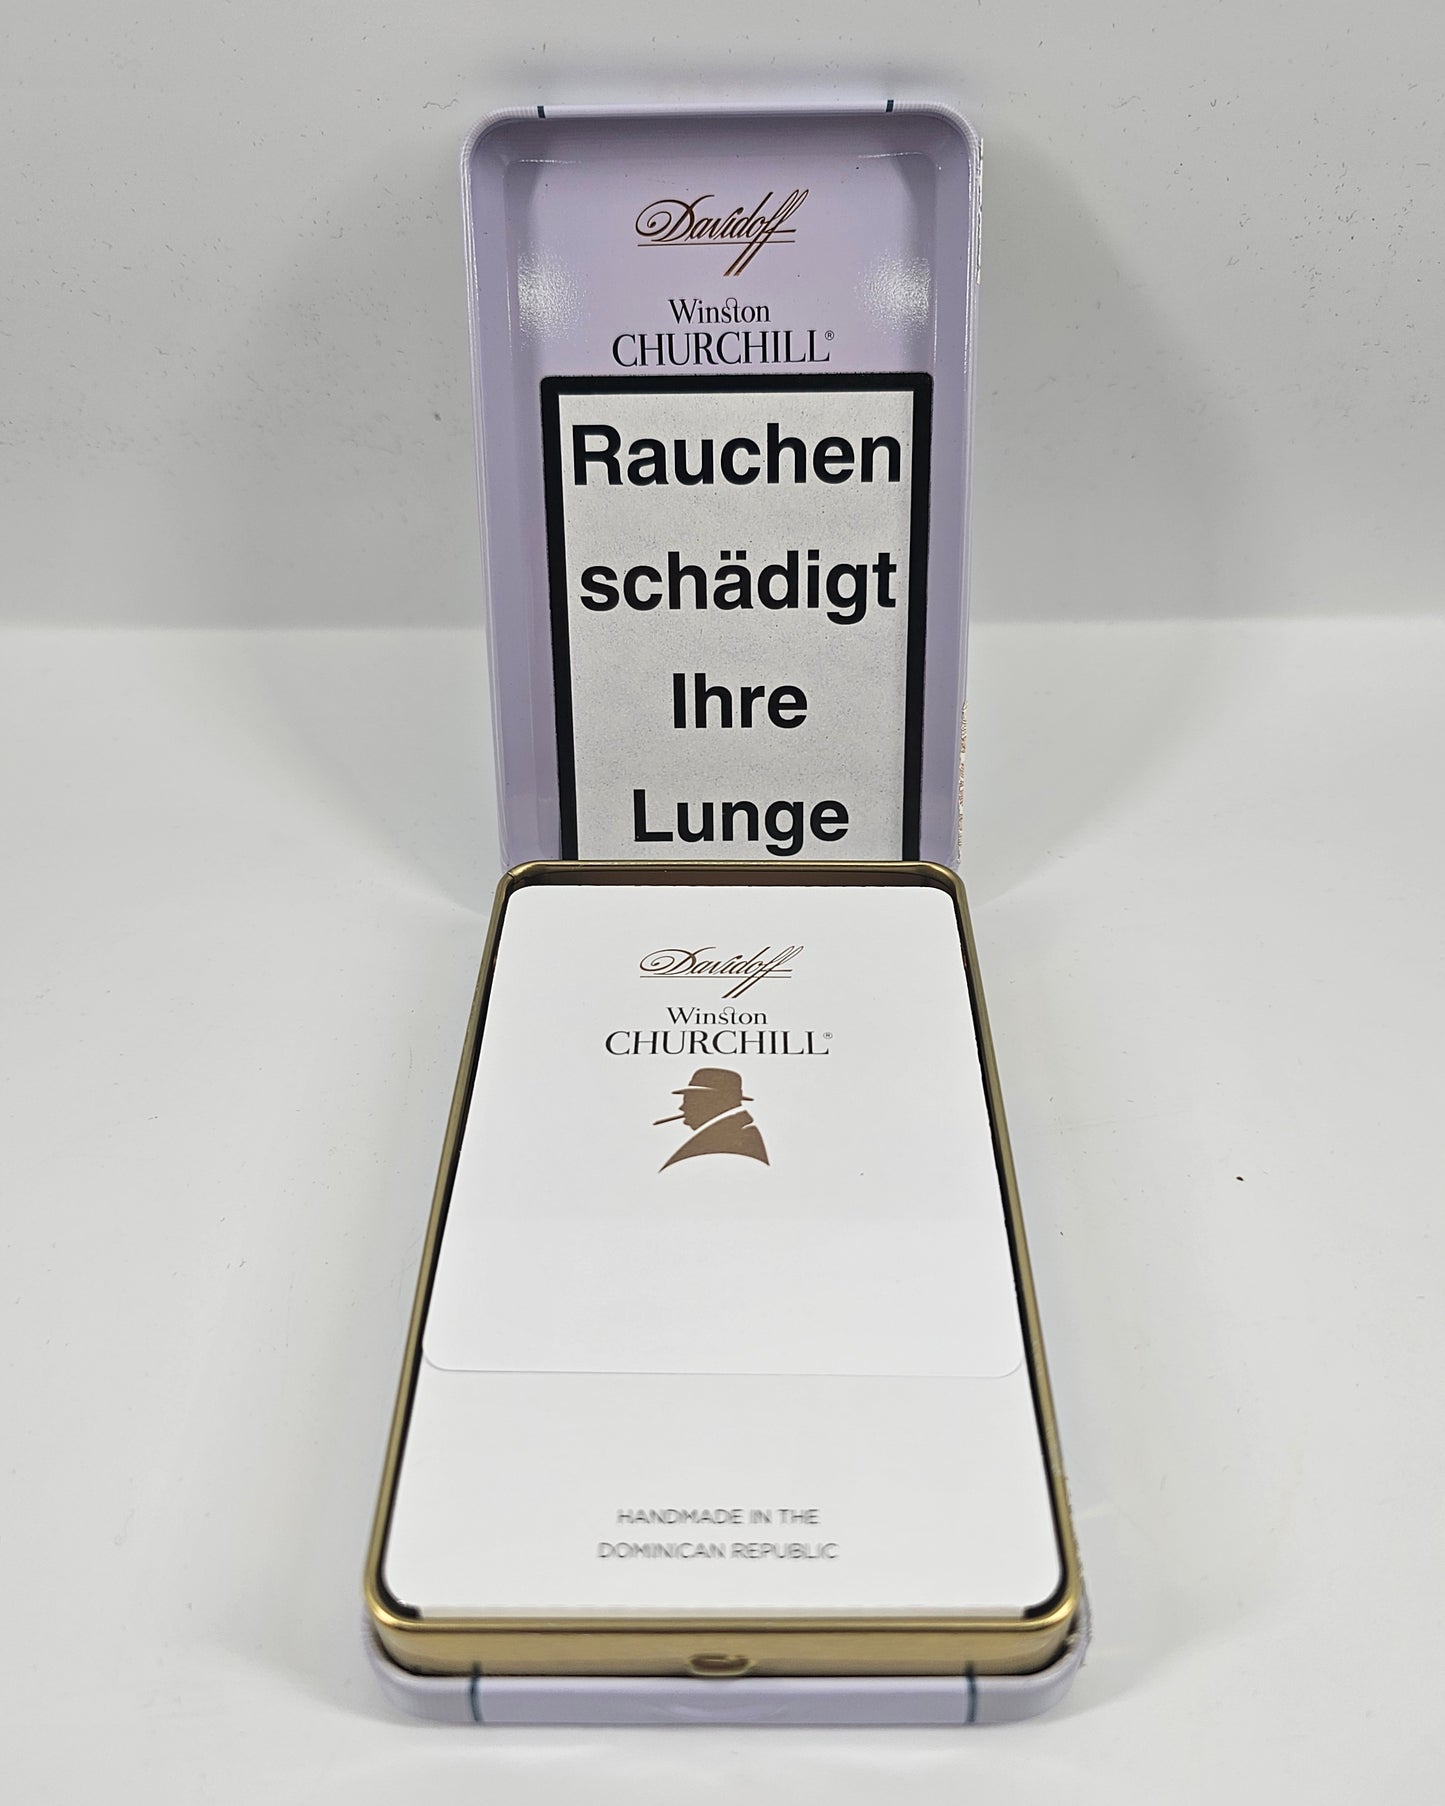 Davidoff
Winston
CHURCHILL®
Rauchen
schädigt
Ihre
Lunge
Davidoff
Winston
CHURCHILL®
HANDMADE IN THE
DOMINICAN REPUBLIC